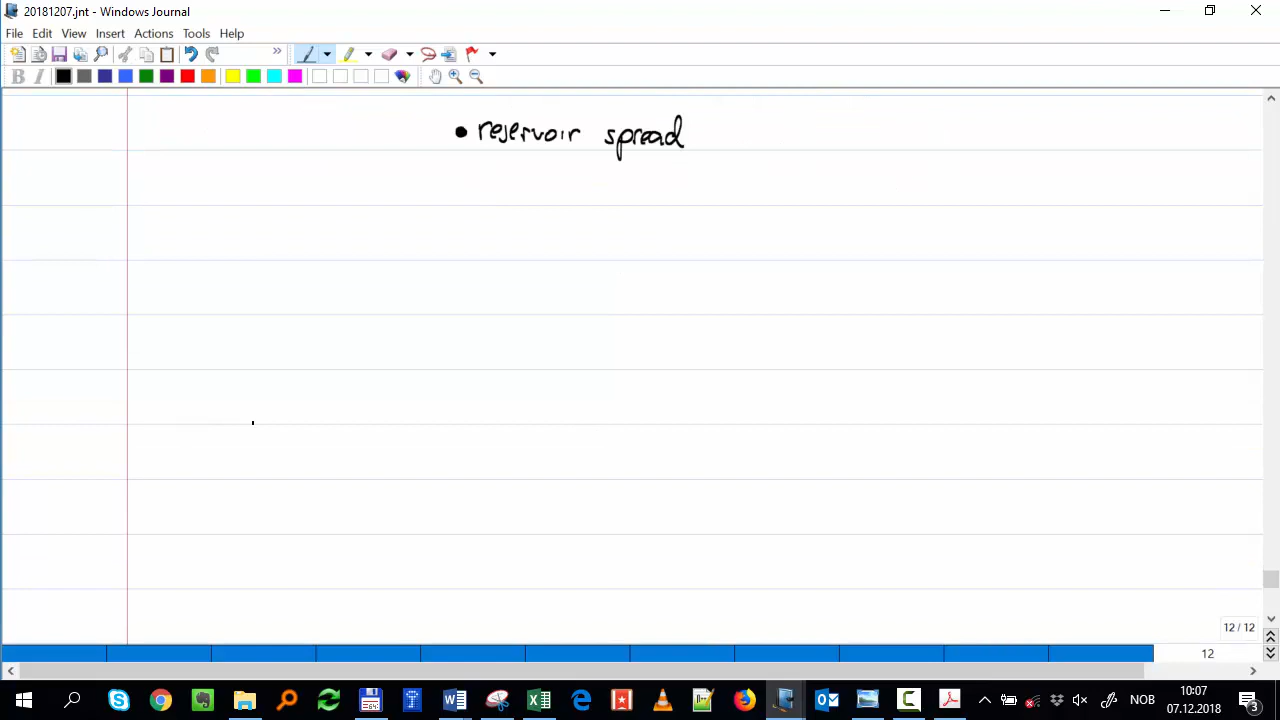 20181207.jnt - Windows Journal
File Edit View Insert Actions Tools Help
B I
• reservoir spread
12 / 12
12
NOB
10:07
07.12.2018
3